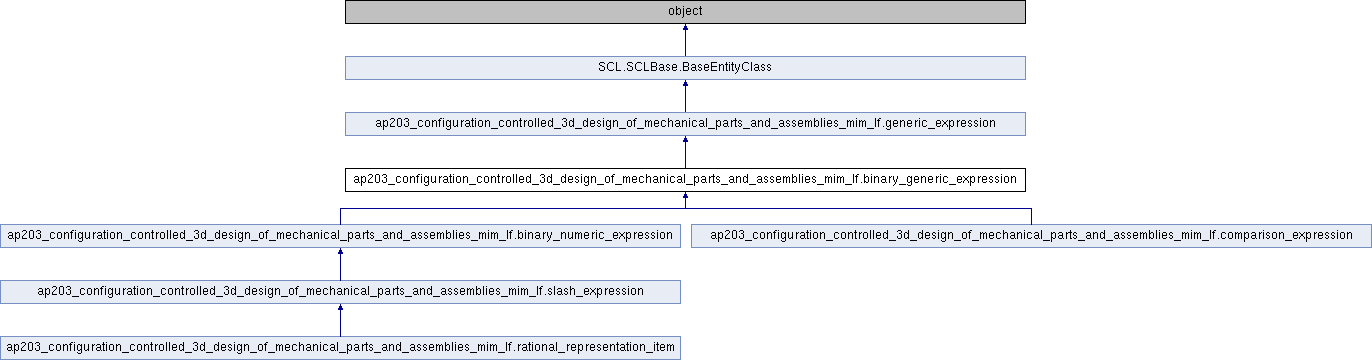 object
SCL.SCLBase.BaseEntityClass
ap203_configuration_controlled_3d_design_of_mechanical_parts_and_assemblies_mim_lf.generic_expression
ap203_configuration_controlled_3d_design_of_mechanical_parts_and_assemblies_mim_lf.binary_generic_expression
ap203_configuration_controlled_3d_design_of_mechanical_parts_and_assemblies_mim_lf.binary_numeric_expression
ap203_configuration_controlled_3d_design_of_mechanical_parts_and_assemblies_mim_lf.comparison_expression
ap203_configuration_controlled_3d_design_of_mechanical_parts_and_assemblies_mim_lf.slash_expression
ap203_configuration_controlled_3d_design_of_mechanical_parts_and_assemblies_mim_lf.rational_representation_item